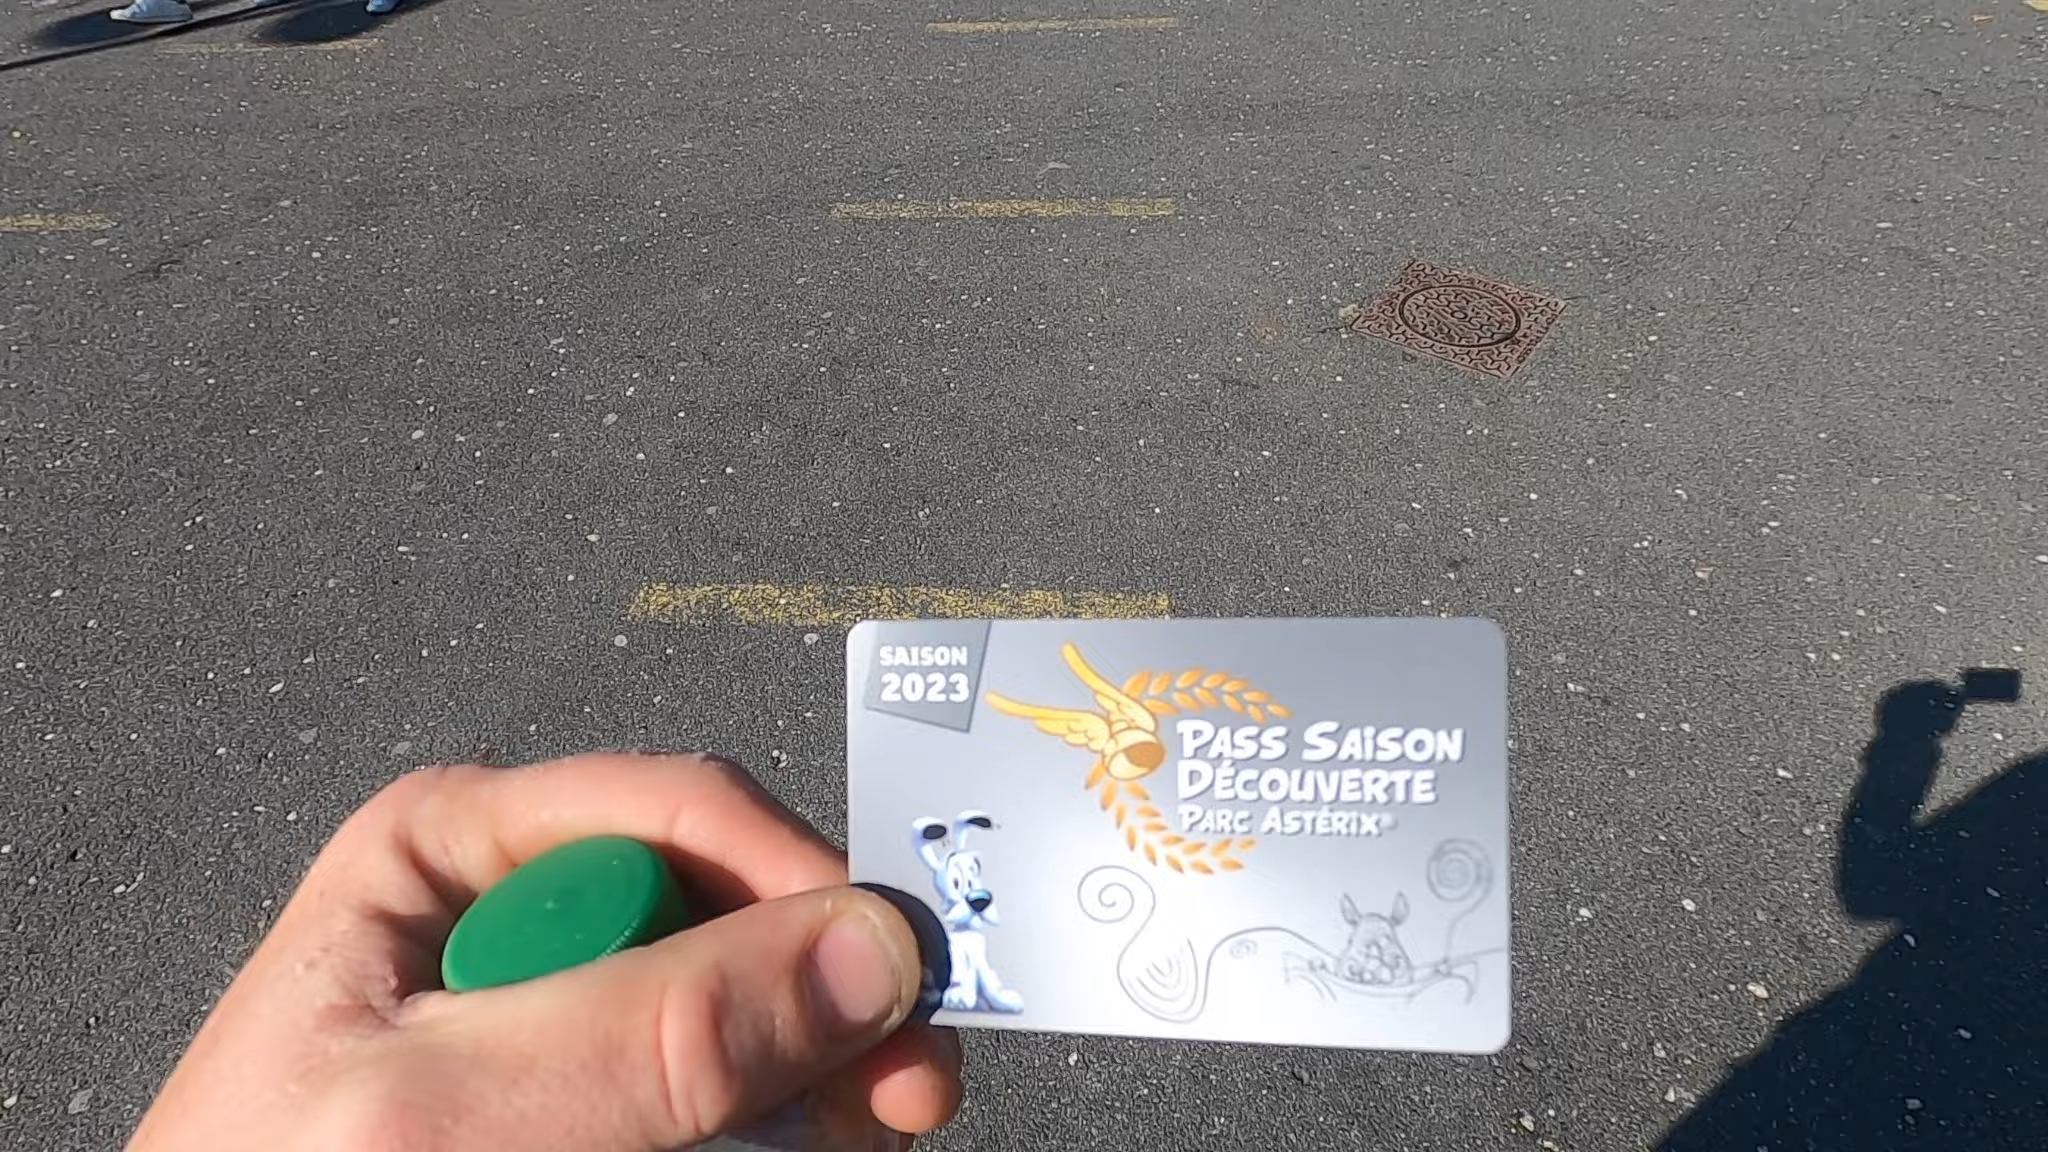 SAISON
2023
PASS SAISON
DÉCOUVERTE
PARC ASTÉRIX®